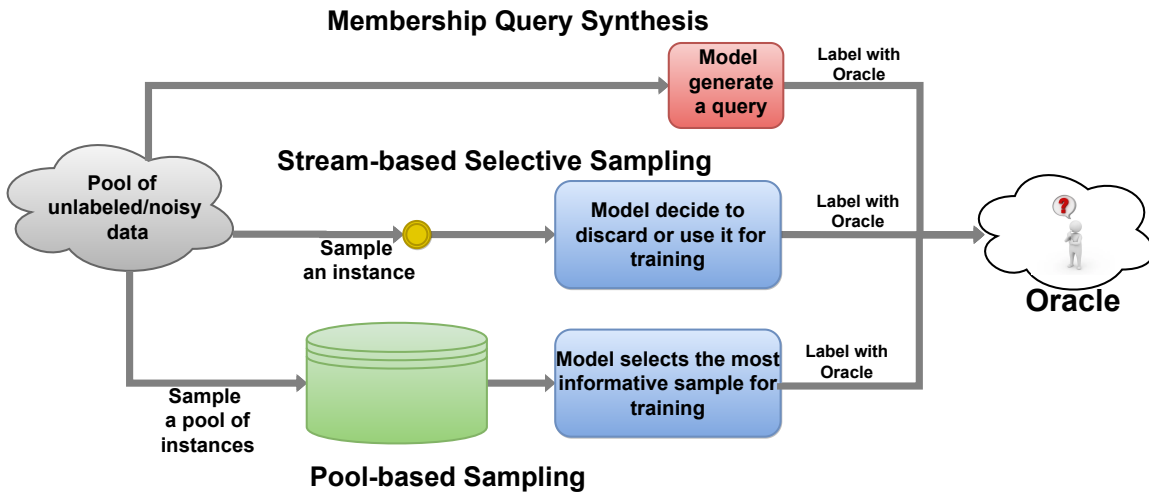 Membership Query Synthesis
Model
generate
a query
Label with
Oracle
Stream-based Selective Sampling
Pool of
unlabeled/noisy
data
Sample
an instance
Model decide to
discard or use it for
training
Label with
Oracle
?
Oracle
Sample
a pool of
instances
Model selects the most
informative sample for
training
Label with
Oracle
Pool-based Sampling